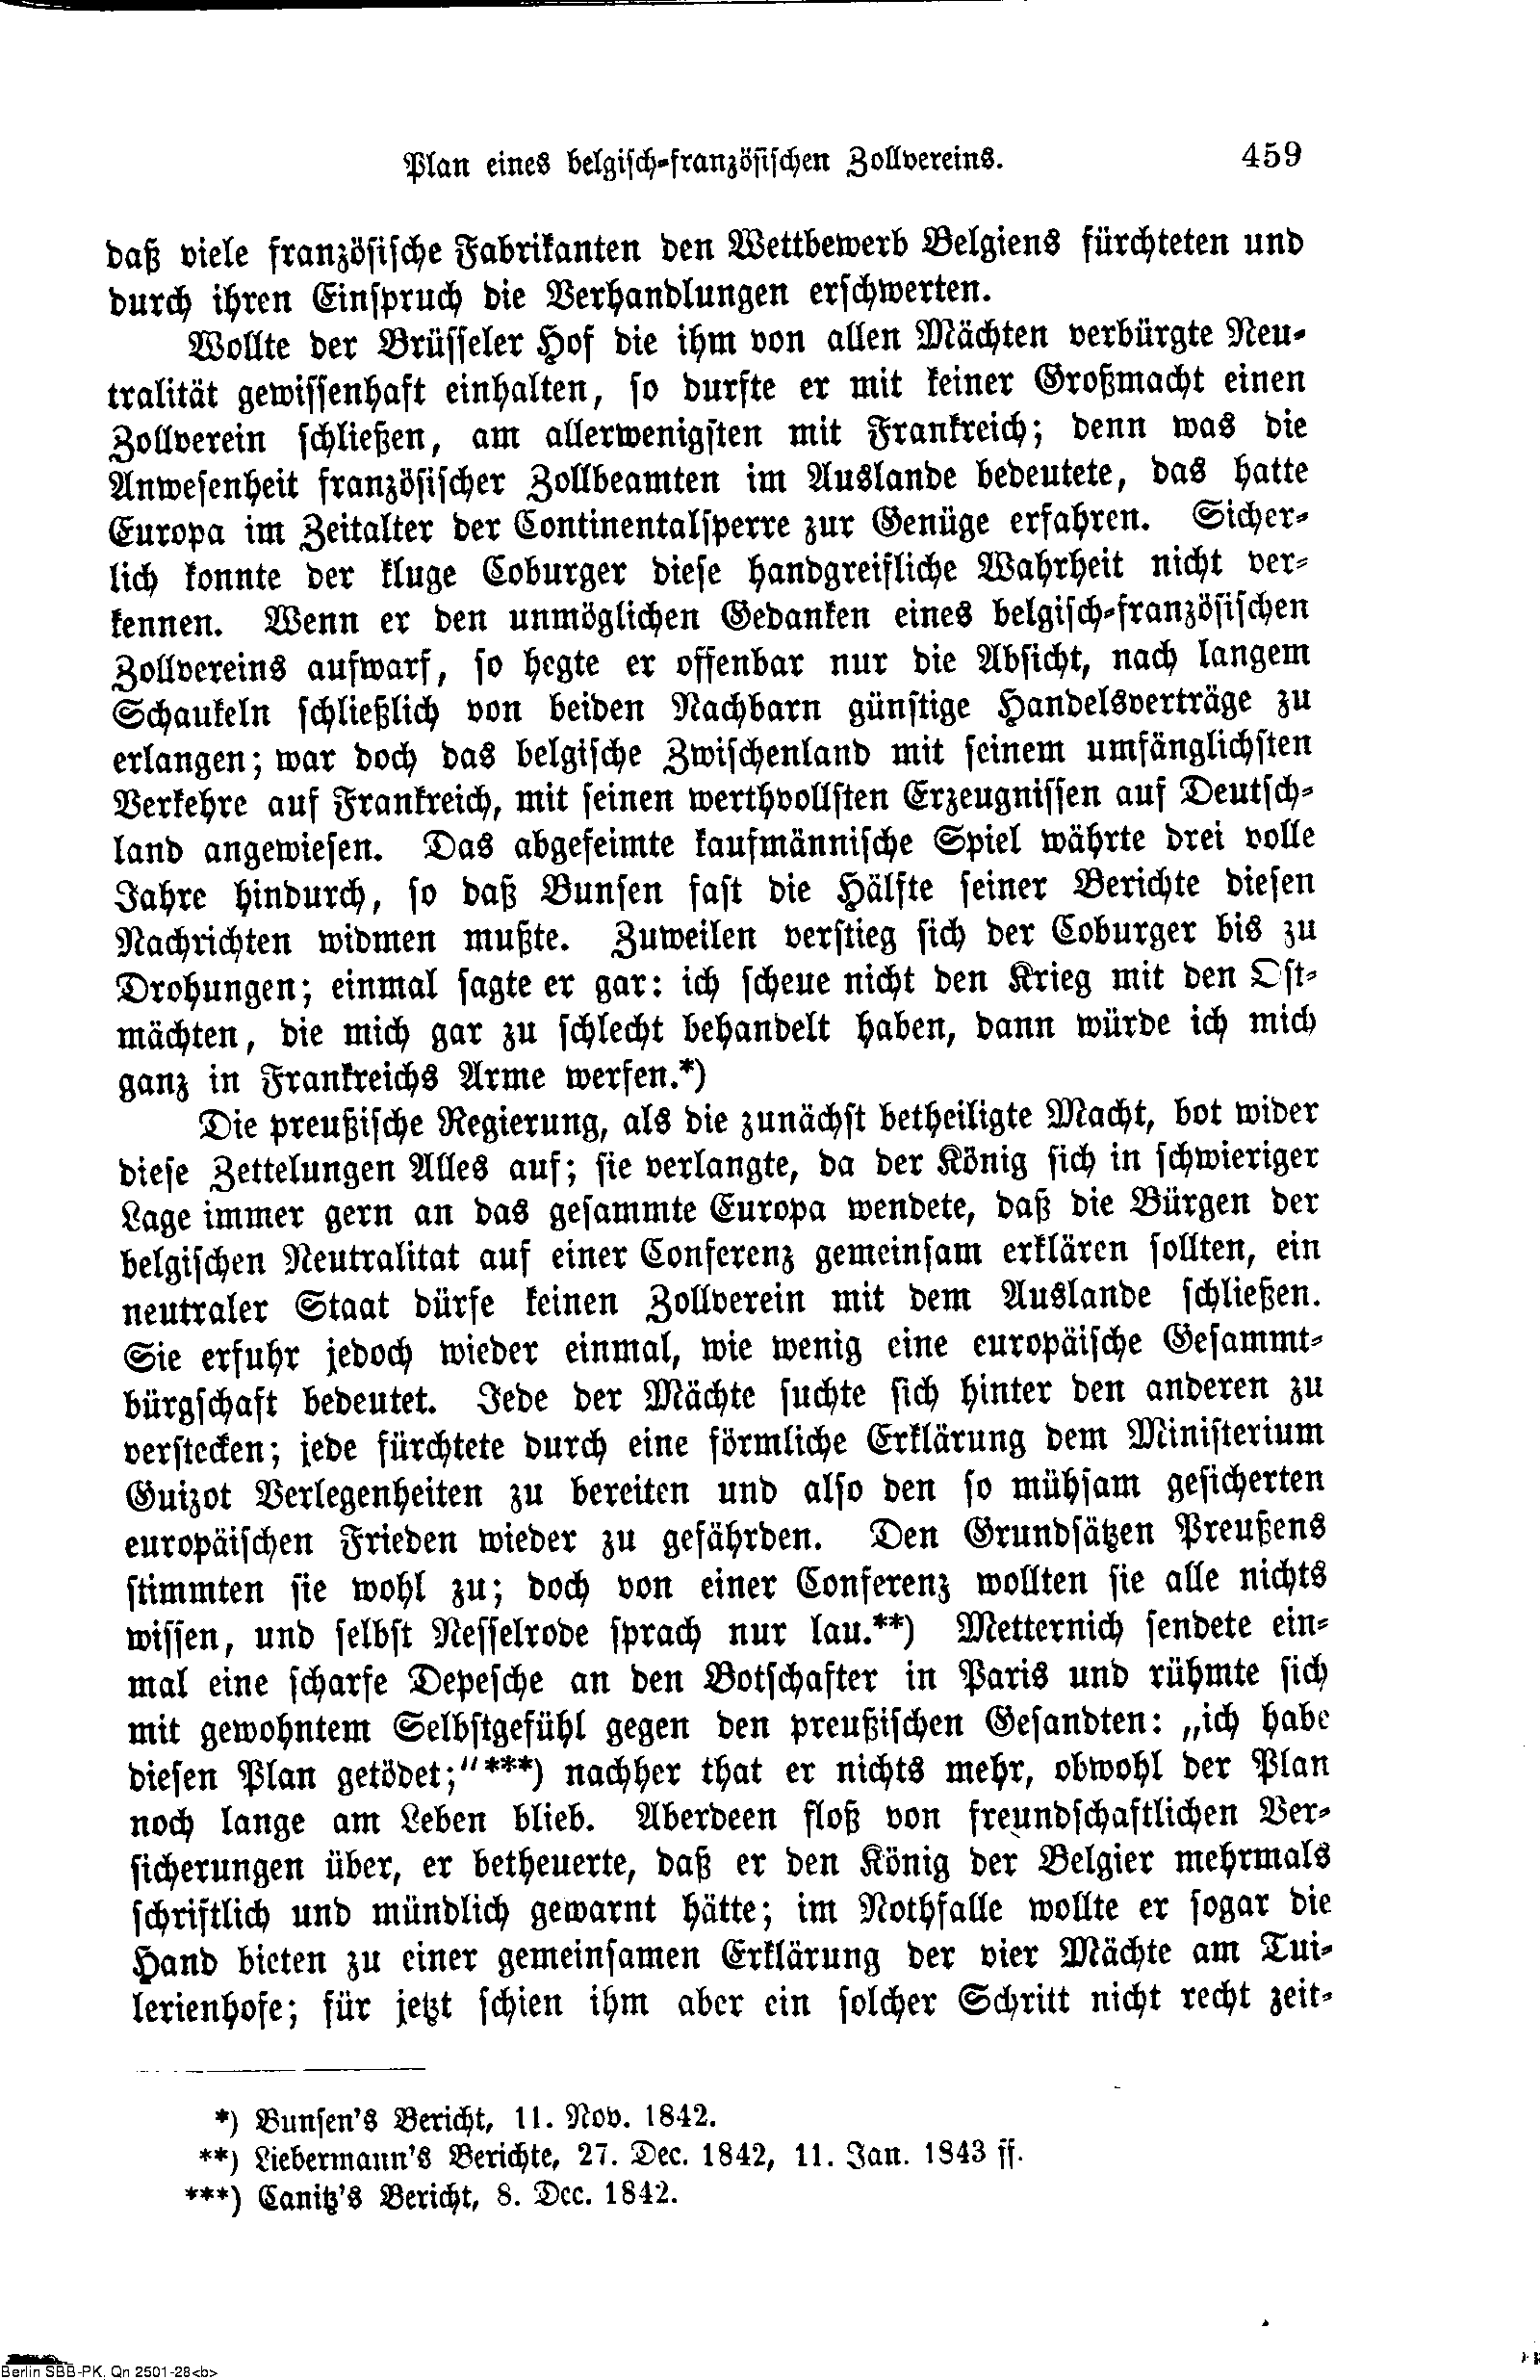 Plan eines belgisch-französischen Zollvereins. 459
daß viele französische Fabrikanten den Wettbewerb Belgiens fürchteten und
durch ihren Einspruch die Verhandlungen erschwerten.
Wollte der Brüsseler Hof die ihm von allen Mächten verbürgte Neu-
tralität gewissenhaft einhalten, so durfte er mit keiner Großmacht einen
Zollverein schließen, am allerwenigsten mit Frankreich; denn was die
Anwesenheit französischer Zollbeamten im Auslande bedeutete, das hatte
Europa im Zeitalter der Continentalsperre zur Genüge erfahren. Sicher-
lich konnte der kluge Coburger diese handgreifliche Wahrheit nicht ver-
kennen. Wenn er den unmöglichen Gedanken eines belgisch-französischen
Zollvereins aufwarf, so hegte er offenbar nur die Absicht, nach langem
Schaukeln schließlich von beiden Nachbarn günstige Handelsverträge zu
erlangen; war doch das belgische Zwischenland mit seinem umfänglichsten
Verkehre auf Frankreich, mit seinen werthvollsten Erzeugnissen auf Deutsch-
land angewiesen. Das abgefeimte kaufmännische Spiel währte drei volle
Jahre hindurch, so daß Bunsen fast die Hälfte seiner Berichte diesen
Nachrichten widmen mußte. Zuweilen verstieg sich der Coburger bis zu
Drohungen; einmal sagte er gar: ich scheue nicht den Krieg mit den Ost-
mächten, die mich gar zu schlecht behandelt haben, dann würde ich mich
ganz in Frankreichs Arme werfen.*)
Die preußische Regierung, als die zunächst betheiligte Macht, bot wider
diese Zettelungen Alles auf; sie verlangte, da der König sich in schwieriger
Lage immer gern an das gesammte Europa wendete, daß die Bürgen der
belgischen Neutralitat auf einer Conferenz gemeinsam erklären sollten, ein
neutraler Staat dürfe keinen Zollverein mit dem Auslande schließen.
Sie erfuhr jedoch wieder einmal, wie wenig eine europäische Gesammt-
bürgschaft bedeutet. Jede der Mächte suchte sich hinter den anderen zu
verstecken; jede fürchtete durch eine förmliche Erklärung dem Ministerium
Guizot Verlegenheiten zu bereiten und also den so mühsam gesicherten
europäischen Frieden wieder zu gefährden. Den Grundsätzen Preußens
stimmten sie wohl zu; doch von einer Conferenz wollten sie alle nichts
wissen, und selbst Nesselrode sprach nur lau.**) Metternich sendete ein-
mal eine scharfe Depesche an den Botschafter in Paris und rühmte sich
mit gewohntem Selbstgefühl gegen den preußischen Gesandten: „ich habe
diesen Plan getödet;“***) nachher that er nichts mehr, obwohl der Plan
noch lange am Leben blieb. Aberdeen floß von freundschaftlichen Ver-
sicherungen über, er betheuerte, daß er den König der Belgier mehrmals
schriftlich und mündlich gewarnt hätte; im Nothfalle wollte er sogar die
Hand bieten zu einer gemeinsamen Erklärung der vier Mächte am Tui-
lerienhofe; für jetzt schien ihm aber ein solcher Schritt nicht recht zeit-
*) Bunsen's Bericht, 11. Nov. 1842.
**) Liebermann's Berichte, 27. Dec. 1842, 11. Jan. 1843 ff.
***) Canitz's Bericht, 8. Dec. 1842.
Berlin SBB-PK, Qn 2501-28<b>